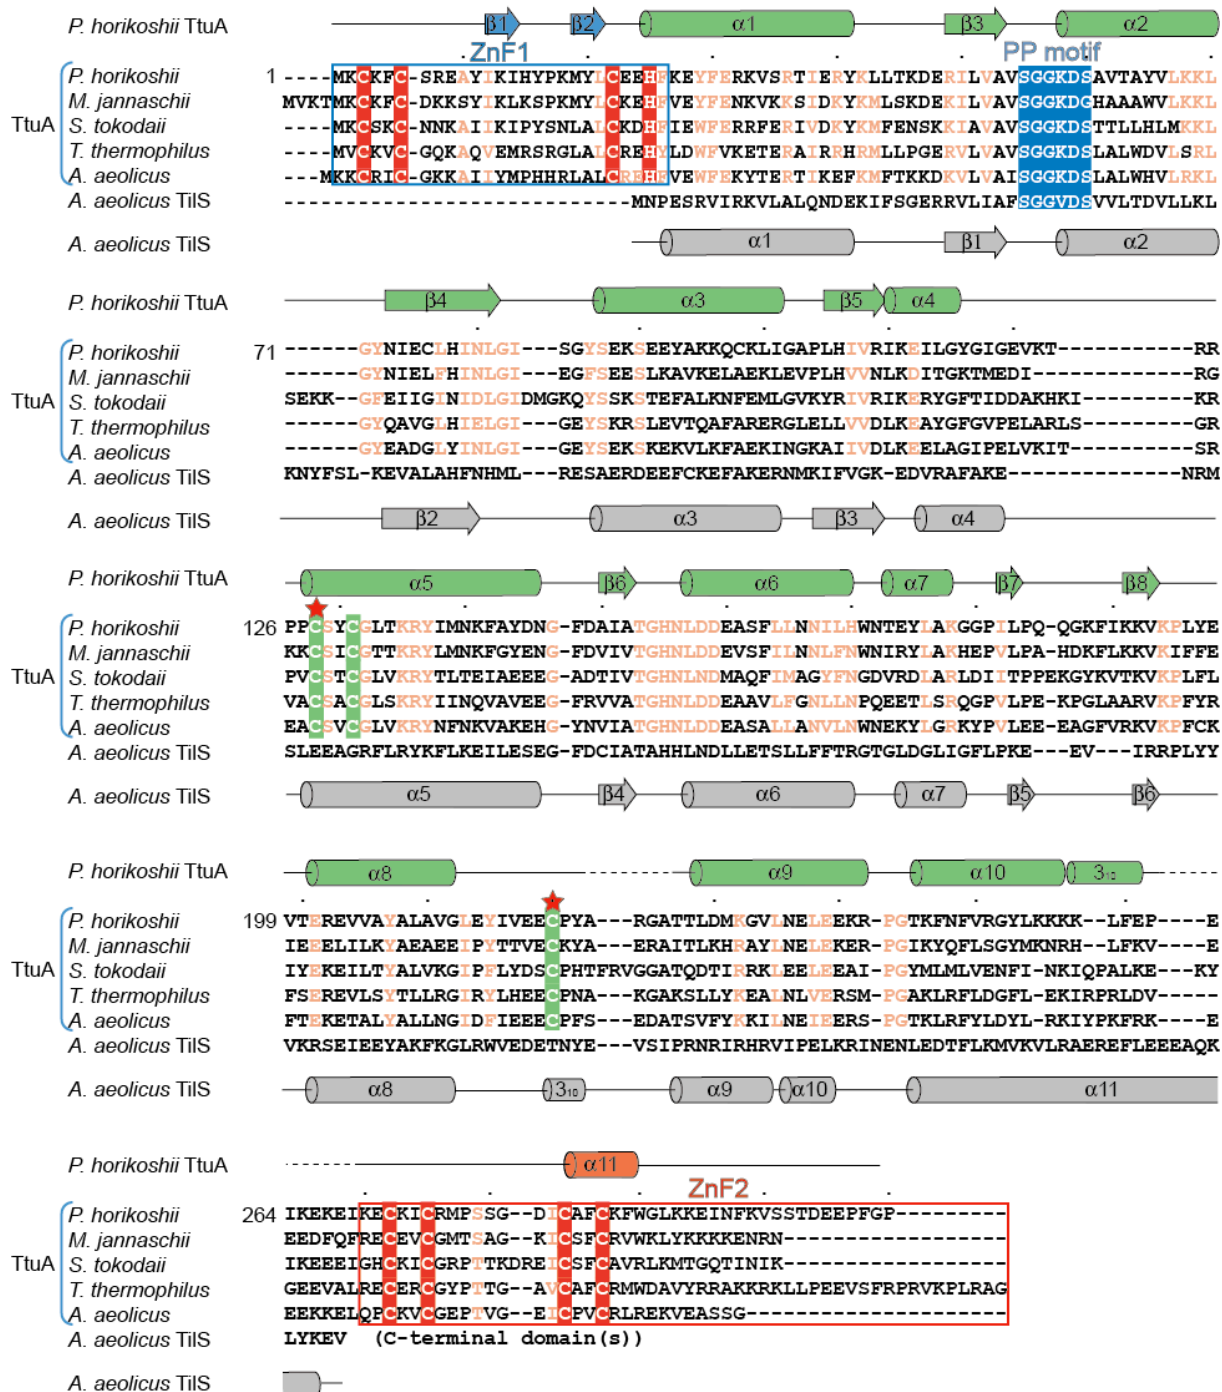 P. horikoshii TtuA β1 β2 α1 β3 α2
ZnF1 PP motif
TtuA
P. horikoshii 1 ----MKCKFC-SREAYIKIHYPKMYLCEEHFKEYFERKVSRTIERYKLLTKDERILVAVSGGKDSAVTAYVLKKL
M. jannaschii MVKTMKCKFC-DKKSYIKLKSPKMYLCKEHFVEYFENKVKKSIDKYKMLSKDEKILVAVSGGKDGHAAAWVLKKL
S. tokodaii ----MKCSKC-NNKAIIKIPYSNLALCKDHFIEWFERRFERIVDKYKMFENSKKIAVAVSGGKDSTTLLHLMKKL
T. thermophilus ----MVCKVC-GQKAQVEMRSRGLALCREHYLDWFVKETERAIRRHRMLLPGERVLVAVSGGKDSLALWDVLSRL
A. aeolicus ---MKKCRIC-GKKAIIYMPHHRLALCREHFVEWFEKYTERTIKEFKMFTKKDKVLVAISGGKDSLALWHVLRKL
A. aeolicus TilS ----------------------------MNPESRVIRKVLALQNDEKIFSGERRVLIAFSGGVDSVVLTDVLLKL
A. aeolicus TilS α1 β1 α2
P. horikoshii TtuA β4 α3 β5 α4
TtuA
P. horikoshii 71 ------GYNIECLHINLGI---SGYSEKSEEYAKKQCKLIGAPLHIVRIKEILGYGIGEVKT-----------RR
M. jannaschii ------GYNIELFHINLGI---EGFSEESLKAVKELAEKLEVPLHVVNLKDITGKTMEDI-------------RG
S. tokodaii SEKK--GFEIIGINIDLGIDMGKQYSSKSTEFALKNFEMLGVKYRIVRIKERYGFTIDDAKHKI---------KR
T. thermophilus ------GYQAVGLHIELGI---GEYSKRSLEVTQAFARERGLELLVVDLKEAYGFGVPELARLS---------GR
A. aeolicus ------GYEADGLYINLGI---GEYSEKSKEKVLKFAEKINGKAIIVDLKEELAGIPELVKIT----------SR
A. aeolicus TilS KNYFSL-KEVALAHFNHML---RESAERDEEFCKEFAKERNMKIFVGK-EDVRAFAKE--------------NRM
A. aeolicus TilS β2 α3 β3 α4
P. horikoshii TtuA α5 β6 α6 α7 β7 β8
TtuA
P. horikoshii 126 PPCSYCGLTKRYIMNKFAYDNG-FDAIATGHNLDDEASFLLNNILHWNTEYLAKGGPILPQ-QGKFIKKVKPLYE
M. jannaschii KKCSICGTTKRYLMNKFGYENG-FDVIVTGHNLDDEVSFILNNLFNWNIRYLAKHEPVLPA-HDKFLKKVKIFFE
S. tokodaii PVCSTCGLVKRYTLTEIAEEEG-ADTIVTGHNLNDMAQFIMAGYFNGDVRDLARLDIITPPEKGYKVTKVKPLFL
T. thermophilus VACSACGLSKRYIINQVAVEEG-FRVVATGHNLDDEAAVLFGNLLNPQEETLSRQGPVLPE-KPGLAARVKPFYR
A. aeolicus EACSVCGLVKRYNFNKVAKEHG-YNVIATGHNLDDEASALLANVLNWNEKYLGRKGPYPVLEE-EAGFVRKVKPFCK
A. aeolicus TilS SLEEAGRFLRYKFLKEILESEG-FDCIATAHHLNDLLETSLLFFTRGTGLDGLIGFLPKE---EV---IRRPLYY
A. aeolicus TilS α5 β4 α6 α7 β5 β6
P. horikoshii TtuA α8 α9 α10 3₁₀
TtuA
P. horikoshii 199 VTEREVVAYALAVGLEYIVEECPYA---RGATTLDMKGVLNELEEKR-PGTKFNFVRGYLKKKK--LFEP----E
M. jannaschii IEEELILKYAEAEEIPYTTVECKYA---ERAITLKHRAYLNELEKER-PGIKYQFLSGYMKNRH--LFKV----E
S. tokodaii IYEKEILTYALVKGIPFLYDSCPHTFRVGGATQDTIRRKLEELEEAI-PGYMLMLVENFI-NKIQPALKE---KY
T. thermophilus FSEREVLSYTLLRGIRYLHEECPNA---KGAKSLLYKEALNLVERSM-PGAKLRFLDGFL-EKIRPRLDV-----
A. aeolicus FTEKETALYALLNGIDFIEEECPFS---EDATSVFYKKILNEIEERS-PGTKLRFYLDYL-RKIYPKFRK----E
A. aeolicus TilS VKRSEIEEYAKFKGLRWVEDETNYE---VSIPRNRIRHRVIPELKRINENLEDTFLKMVKVLRAEREFLEEEAQK
A. aeolicus TilS α8 3₁₀ α9 α10 α11
P. horikoshii TtuA α11
ZnF2
TtuA
P. horikoshii 264 IKEKEIKECKICRMPSSG--DICAFCKFWGLKKEINFKVSSTDEEPFGP---------
M. jannaschii EEDFQFRECEVCGMTSAG--KICSFCRVWKLYKKKKENRN------------------
S. tokodaii IKEEEIGHCKICGRPTTKDREICSFCAVRLKMTGQTINIK------------------
T. thermophilus GEEVALRECERCGYPTTG--AVCAFCRMWDAVYRRAKKRKLLPEEVSFRPRVKPLRAG
A. aeolicus EEKKELQPCKVCGEPTVG--EICPVCRLREKVEASSG---------------------
A. aeolicus TilS LYKEV (C-terminal domain(s))
A. aeolicus TilS